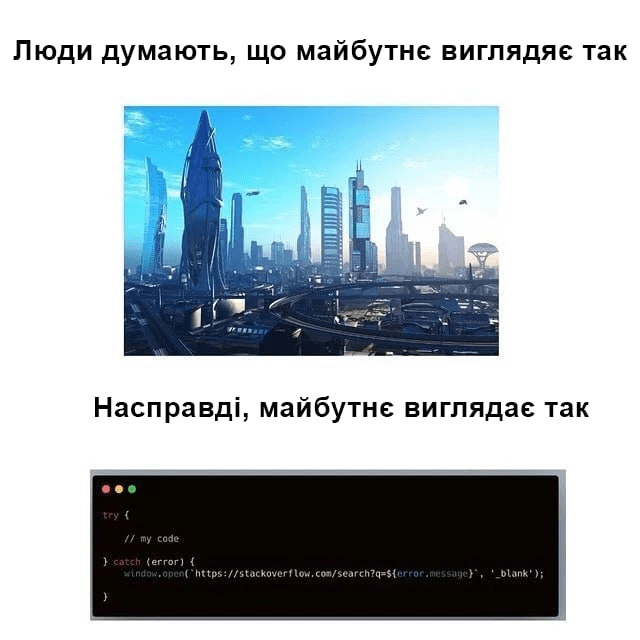 Люди думають, що майбутнє виглядяє так
Насправді, майбутнє виглядає так
try {
// my code
} catch (error) {
window.open(`https://stackoverflow.com/search?q=${error.message}`, '_blank');
}